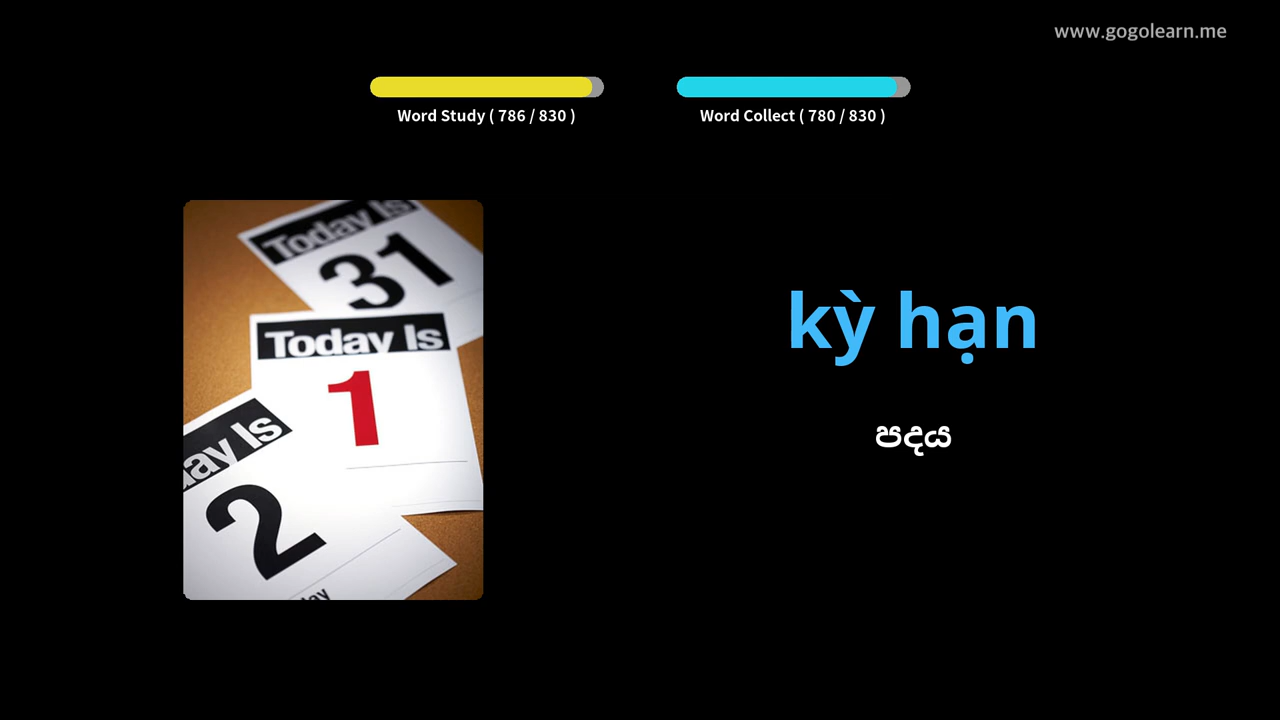 www.gogolearn.me
Word Study ( 786 / 830 )
Word Collect ( 780 / 830 )
Today Is
31
Today Is
1
ay Is
2
kỳ hạn
පදය